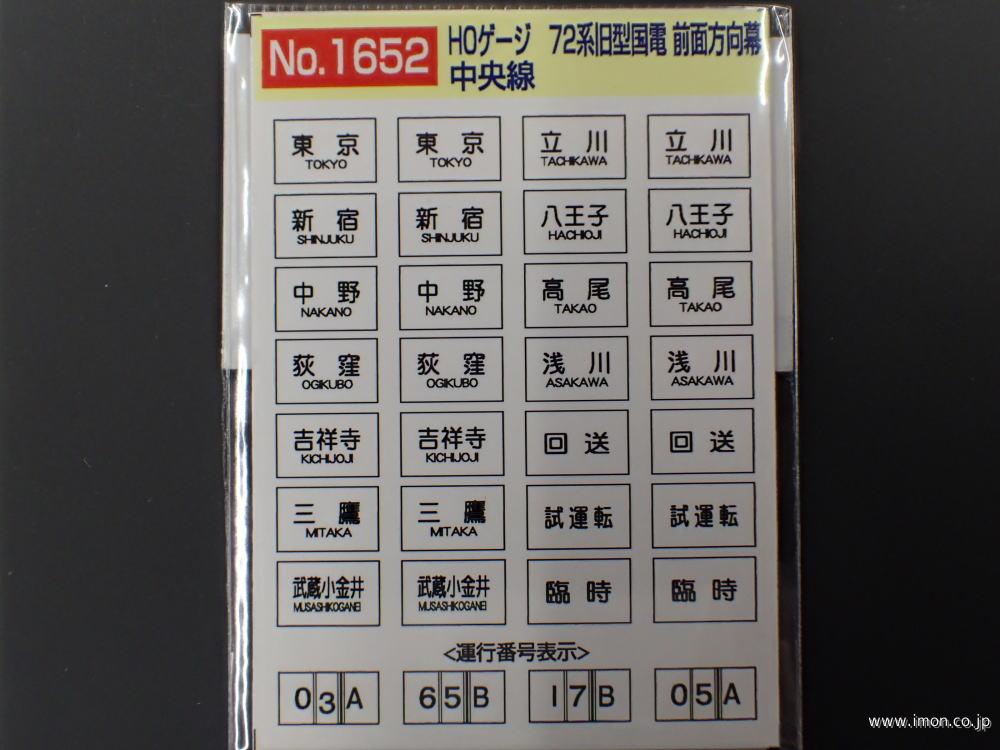 No.1652
HOゲージ 72系旧型国電 前面方向幕
中央線
東京 東京 立川 立川
TOKYO TOKYO TACHIKAWA TACHIKAWA
新宿 新宿 八王子 八王子
SHINJUKU SHINJUKU HACHIOJI HACHIOJI
中野 中野 高尾 高尾
NAKANO NAKANO TAKAO TAKAO
荻窪 荻窪 浅川 浅川
OGIKUBO OGIKUBO ASAKAWA ASAKAWA
吉祥寺 吉祥寺 回送 回送
KICHIJOJI KICHIJOJI
三鷹 三鷹 試運転 試運転
MITAKA MITAKA
武蔵小金井 武蔵小金井 臨時 臨時
MUSASHIKOGANEI MUSASHIKOGANEI
<運行番号表示>
03A 65B 17B 05A
www.imon.co.jp